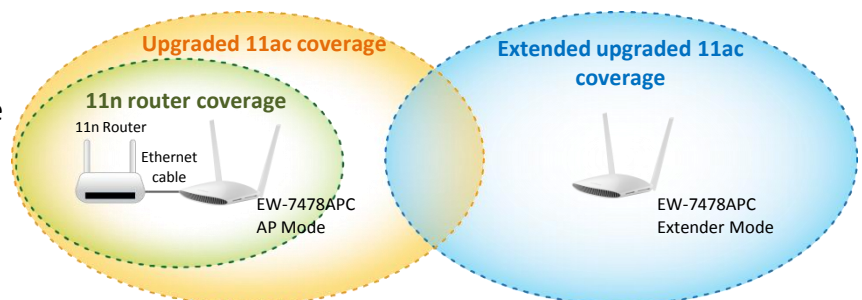 Upgraded 11ac coverage
Extended upgraded 11ac
coverage
11n router coverage
11n Router
Ethernet
cable
EW-7478APC
AP Mode
EW-7478APC
Extender Mode
e